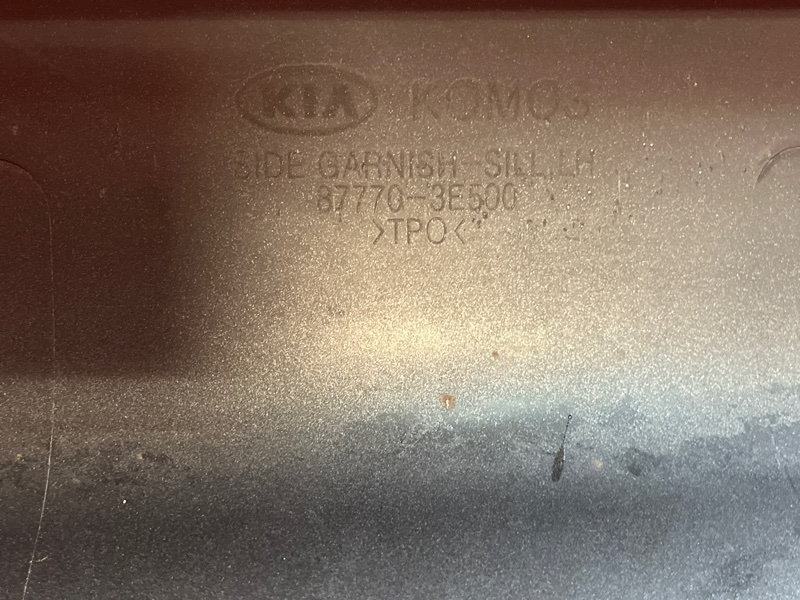 KIA KOMOS
SIDE GARNISH-SILL,LH
87770-3E500
>TPO<